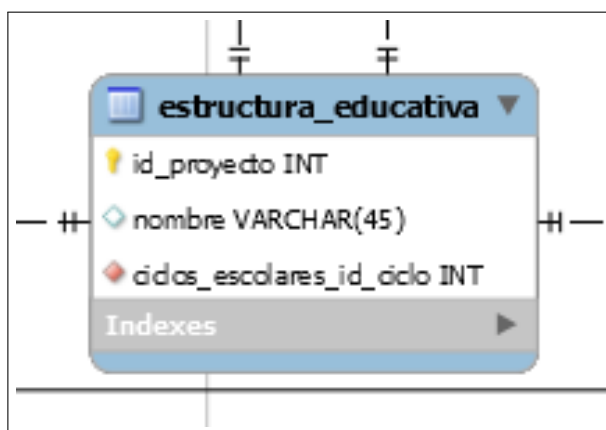 estructura_educativa
id_proyecto INT
nombre VARCHAR(45)
ciclos_escolares_id_ciclo INT
Indexes